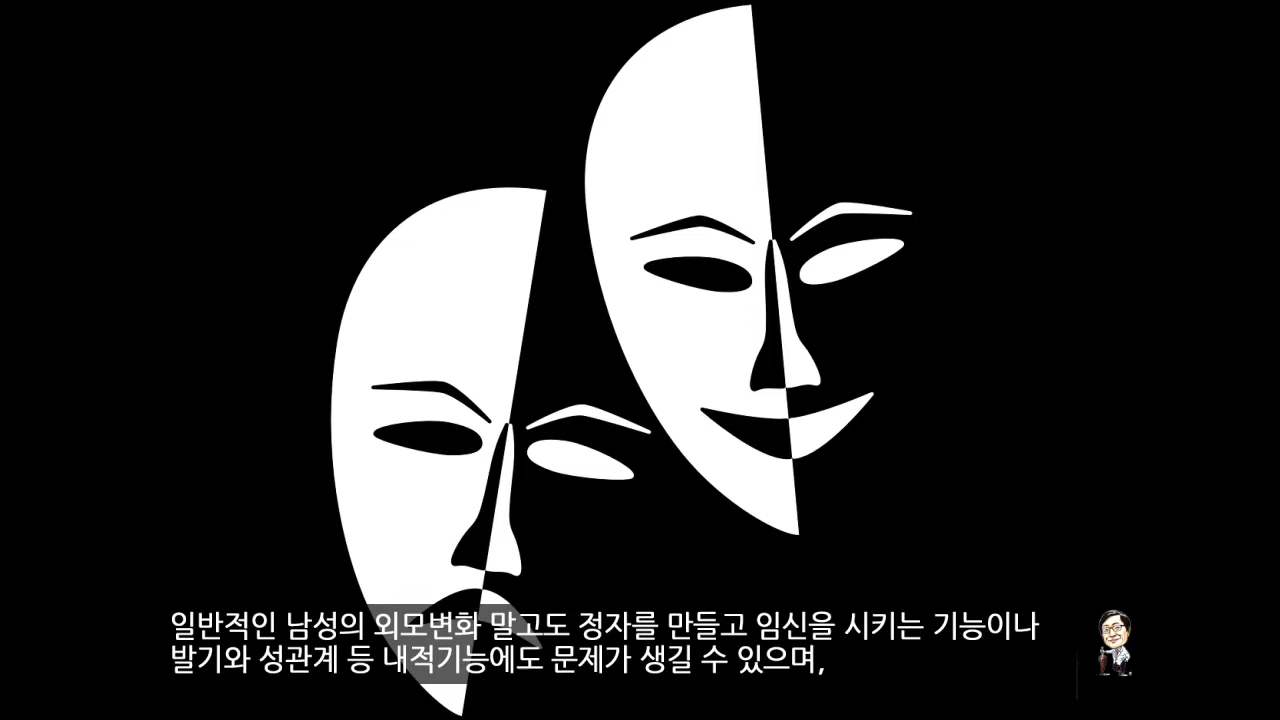 일반적인 남성의 외모변화 말고도 정자를 만들고 임신을 시키는 기능이나
발기와 성관계 등 내적기능에도 문제가 생길 수 있으며,